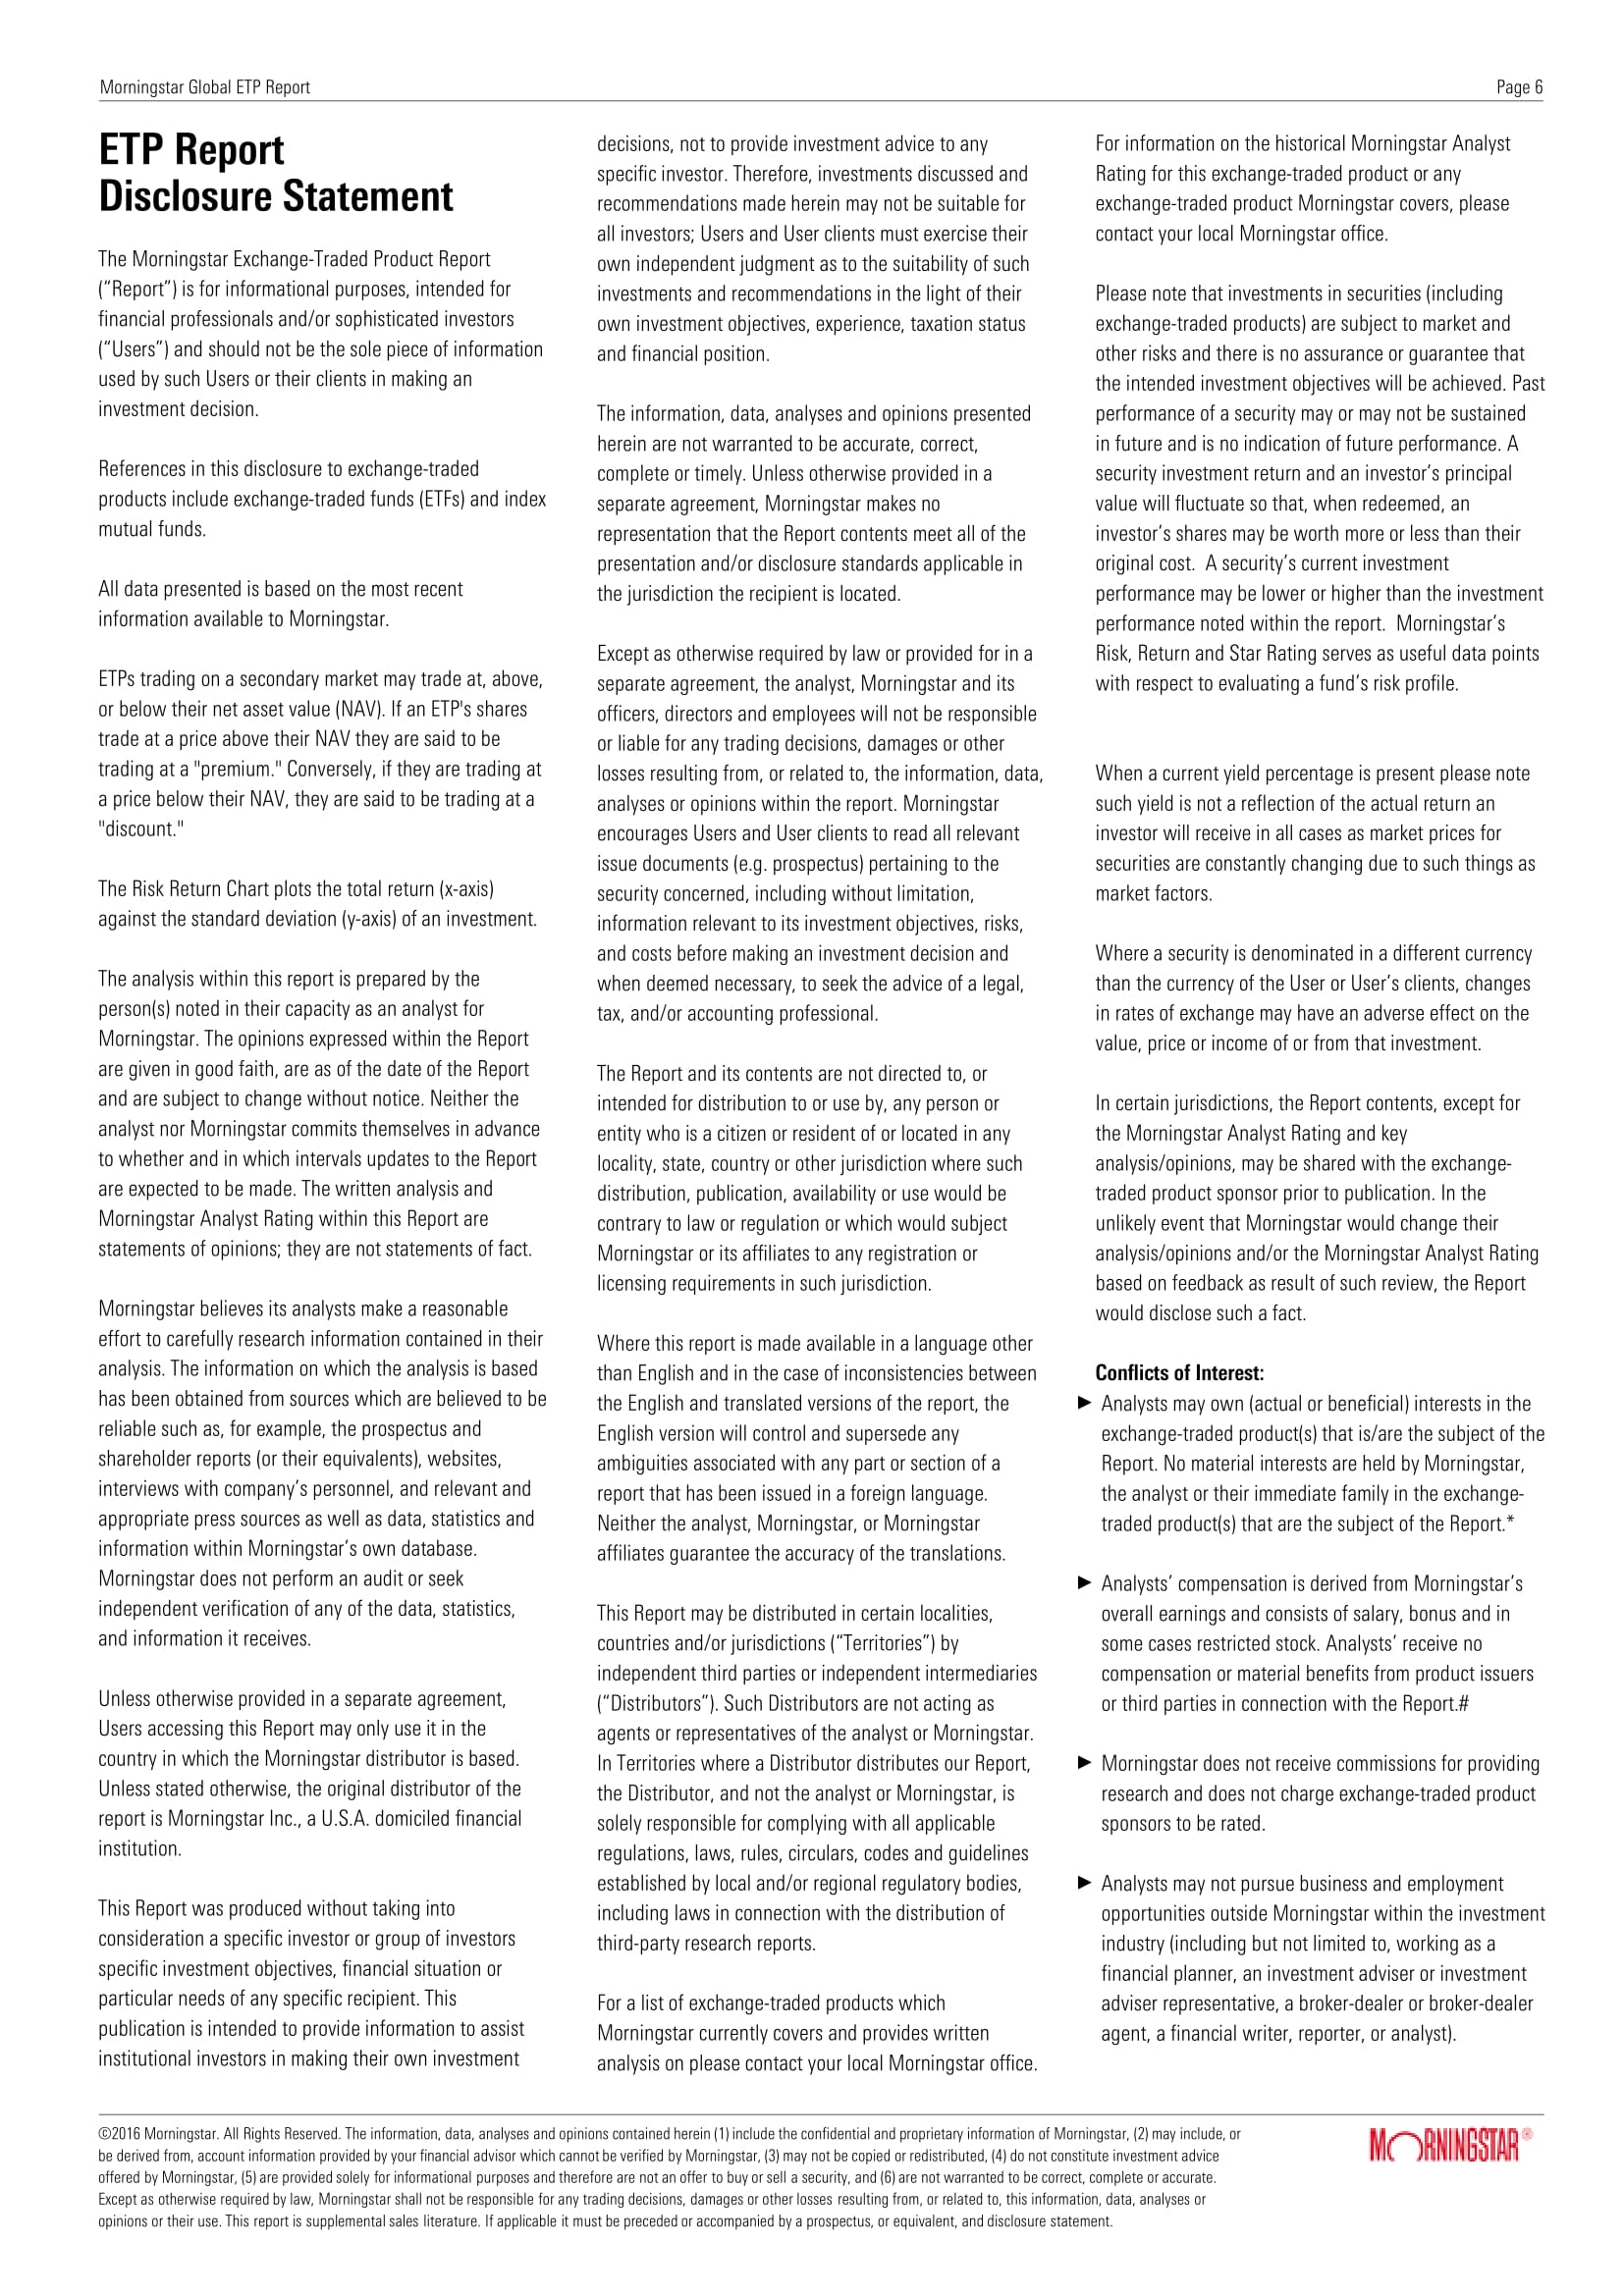 Morningstar Global ETP Report
Page 6
ETP Report
Disclosure Statement
The Morningstar Exchange-Traded Product Report
(“Report”) is for informational purposes, intended for
financial professionals and/or sophisticated investors
(“Users”) and should not be the sole piece of information
used by such Users or their clients in making an
investment decision.
References in this disclosure to exchange-traded
products include exchange-traded funds (ETFs) and index
mutual funds.
All data presented is based on the most recent
information available to Morningstar.
ETPs trading on a secondary market may trade at, above,
or below their net asset value (NAV). If an ETP's shares
trade at a price above their NAV they are said to be
trading at a "premium." Conversely, if they are trading at
a price below their NAV, they are said to be trading at a
"discount."
The Risk Return Chart plots the total return (x-axis)
against the standard deviation (y-axis) of an investment.
The analysis within this report is prepared by the
person(s) noted in their capacity as an analyst for
Morningstar. The opinions expressed within the Report
are given in good faith, are as of the date of the Report
and are subject to change without notice. Neither the
analyst nor Morningstar commits themselves in advance
to whether and in which intervals updates to the Report
are expected to be made. The written analysis and
Morningstar Analyst Rating within this Report are
statements of opinions; they are not statements of fact.
Morningstar believes its analysts make a reasonable
effort to carefully research information contained in their
analysis. The information on which the analysis is based
has been obtained from sources which are believed to be
reliable such as, for example, the prospectus and
shareholder reports (or their equivalents), websites,
interviews with company’s personnel, and relevant and
appropriate press sources as well as data, statistics and
information within Morningstar’s own database.
Morningstar does not perform an audit or seek
independent verification of any of the data, statistics,
and information it receives.
Unless otherwise provided in a separate agreement,
Users accessing this Report may only use it in the
country in which the Morningstar distributor is based.
Unless stated otherwise, the original distributor of the
report is Morningstar Inc., a U.S.A. domiciled financial
institution.
This Report was produced without taking into
consideration a specific investor or group of investors
specific investment objectives, financial situation or
particular needs of any specific recipient. This
publication is intended to provide information to assist
institutional investors in making their own investment
decisions, not to provide investment advice to any
specific investor. Therefore, investments discussed and
recommendations made herein may not be suitable for
all investors; Users and User clients must exercise their
own independent judgment as to the suitability of such
investments and recommendations in the light of their
own investment objectives, experience, taxation status
and financial position.
The information, data, analyses and opinions presented
herein are not warranted to be accurate, correct,
complete or timely. Unless otherwise provided in a
separate agreement, Morningstar makes no
representation that the Report contents meet all of the
presentation and/or disclosure standards applicable in
the jurisdiction the recipient is located.
Except as otherwise required by law or provided for in a
separate agreement, the analyst, Morningstar and its
officers, directors and employees will not be responsible
or liable for any trading decisions, damages or other
losses resulting from, or related to, the information, data,
analyses or opinions within the report. Morningstar
encourages Users and User clients to read all relevant
issue documents (e.g. prospectus) pertaining to the
security concerned, including without limitation,
information relevant to its investment objectives, risks,
and costs before making an investment decision and
when deemed necessary, to seek the advice of a legal,
tax, and/or accounting professional.
The Report and its contents are not directed to, or
intended for distribution to or use by, any person or
entity who is a citizen or resident of or located in any
locality, state, country or other jurisdiction where such
distribution, publication, availability or use would be
contrary to law or regulation or which would subject
Morningstar or its affiliates to any registration or
licensing requirements in such jurisdiction.
Where this report is made available in a language other
than English and in the case of inconsistencies between
the English and translated versions of the report, the
English version will control and supersede any
ambiguities associated with any part or section of a
report that has been issued in a foreign language.
Neither the analyst, Morningstar, or Morningstar
affiliates guarantee the accuracy of the translations.
This Report may be distributed in certain localities,
countries and/or jurisdictions (“Territories”) by
independent third parties or independent intermediaries
(“Distributors”). Such Distributors are not acting as
agents or representatives of the analyst or Morningstar.
In Territories where a Distributor distributes our Report,
the Distributor, and not the analyst or Morningstar, is
solely responsible for complying with all applicable
regulations, laws, rules, circulars, codes and guidelines
established by local and/or regional regulatory bodies,
including laws in connection with the distribution of
third-party research reports.
For a list of exchange-traded products which
Morningstar currently covers and provides written
analysis on please contact your local Morningstar office.
For information on the historical Morningstar Analyst
Rating for this exchange-traded product or any
exchange-traded product Morningstar covers, please
contact your local Morningstar office.
Please note that investments in securities (including
exchange-traded products) are subject to market and
other risks and there is no assurance or guarantee that
the intended investment objectives will be achieved. Past
performance of a security may or may not be sustained
in future and is no indication of future performance. A
security investment return and an investor’s principal
value will fluctuate so that, when redeemed, an
investor’s shares may be worth more or less than their
original cost.  A security’s current investment
performance may be lower or higher than the investment
performance noted within the report.  Morningstar’s
Risk, Return and Star Rating serves as useful data points
with respect to evaluating a fund’s risk profile.
When a current yield percentage is present please note
such yield is not a reflection of the actual return an
investor will receive in all cases as market prices for
securities are constantly changing due to such things as
market factors.
Where a security is denominated in a different currency
than the currency of the User or User’s clients, changes
in rates of exchange may have an adverse effect on the
value, price or income of or from that investment.
In certain jurisdictions, the Report contents, except for
the Morningstar Analyst Rating and key
analysis/opinions, may be shared with the exchange-
traded product sponsor prior to publication. In the
unlikely event that Morningstar would change their
analysis/opinions and/or the Morningstar Analyst Rating
based on feedback as result of such review, the Report
would disclose such a fact.
Conflicts of Interest:
▶ Analysts may own (actual or beneficial) interests in the
exchange-traded product(s) that is/are the subject of the
Report. No material interests are held by Morningstar,
the analyst or their immediate family in the exchange-
traded product(s) that are the subject of the Report.*
▶ Analysts’ compensation is derived from Morningstar’s
overall earnings and consists of salary, bonus and in
some cases restricted stock. Analysts’ receive no
compensation or material benefits from product issuers
or third parties in connection with the Report.#
▶ Morningstar does not receive commissions for providing
research and does not charge exchange-traded product
sponsors to be rated.
▶ Analysts may not pursue business and employment
opportunities outside Morningstar within the investment
industry (including but not limited to, working as a
financial planner, an investment adviser or investment
adviser representative, a broker-dealer or broker-dealer
agent, a financial writer, reporter, or analyst).
©2016 Morningstar. All Rights Reserved. The information, data, analyses and opinions contained herein (1) include the confidential and proprietary information of Morningstar, (2) may include, or
be derived from, account information provided by your financial advisor which cannot be verified by Morningstar, (3) may not be copied or redistributed, (4) do not constitute investment advice
offered by Morningstar, (5) are provided solely for informational purposes and therefore are not an offer to buy or sell a security, and (6) are not warranted to be correct, complete or accurate.
Except as otherwise required by law, Morningstar shall not be responsible for any trading decisions, damages or other losses resulting from, or related to, this information, data, analyses or
opinions or their use. This report is supplemental sales literature. If applicable it must be preceded or accompanied by a prospectus, or equivalent, and disclosure statement.
MORNINGSTAR®